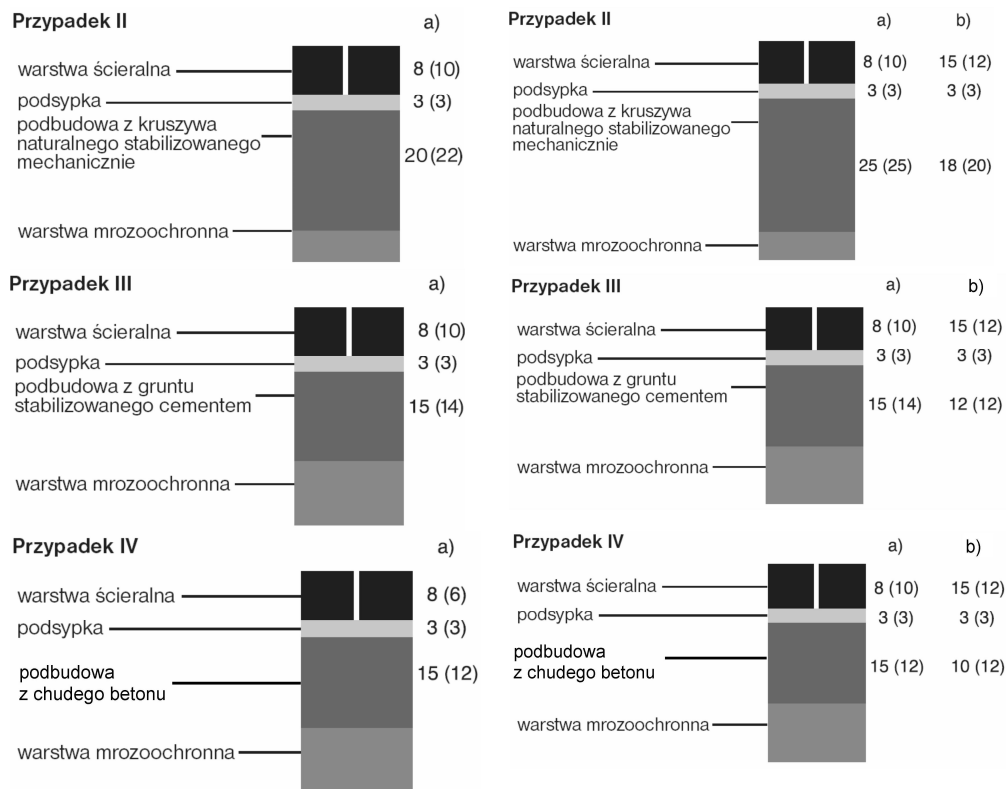 Przypadek II a)
warstwa ścieralna 8 (10)
podsypka 3 (3)
podbudowa z kruszywa
naturalnego stabilizowanego
mechanicznie
20 (22)
warstwa mrozoochronna
Przypadek II a) b)
warstwa ścieralna 8 (10) 15 (12)
podsypka 3 (3) 3 (3)
podbudowa z kruszywa
naturalnego stabilizowanego
mechanicznie
25 (25) 18 (20)
warstwa mrozoochronna
Przypadek III a)
warstwa ścieralna 8 (10)
podsypka 3 (3)
podbudowa z gruntu
stabilizowanego cementem
15 (14)
warstwa mrozoochronna
Przypadek III a) b)
warstwa ścieralna 8 (10) 15 (12)
podsypka 3 (3) 3 (3)
podbudowa z gruntu
stabilizowanego cementem
15 (14) 12 (12)
warstwa mrozoochronna
Przypadek IV a)
warstwa ścieralna 8 (6)
podsypka 3 (3)
podbudowa 15 (12)
z chudego betonu
warstwa mrozoochronna
Przypadek IV a) b)
warstwa ścieralna 8 (10) 15 (12)
podsypka 3 (3) 3 (3)
podbudowa
z chudego betonu 15 (12) 10 (12)
warstwa mrozoochronna